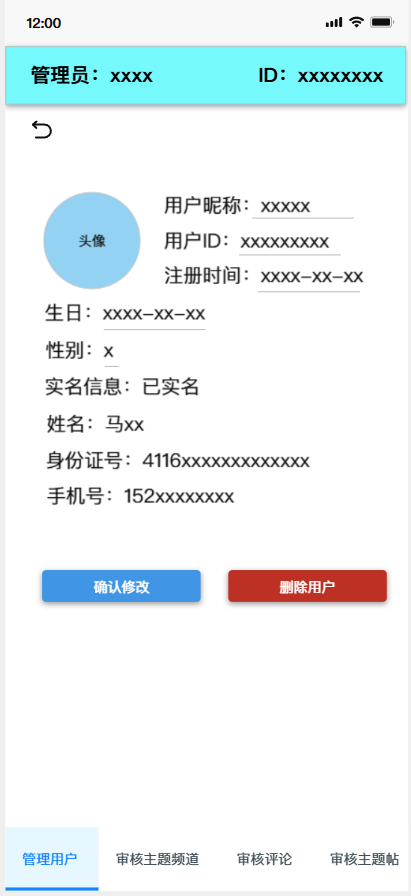 12:00
管理员：xxxx ID：xxxxxxxx
头像
用户昵称：xxxxx
用户ID：xxxxxxxxx
注册时间：xxxx-xx-xx
生日：xxxx-xx-xx
性别：x
实名信息：已实名
姓名：马xx
身份证号：4116xxxxxxxxxxxxx
手机号：152xxxxxxxx
确认修改 删除用户
管理用户 审核主题频道 审核评论 审核主题帖